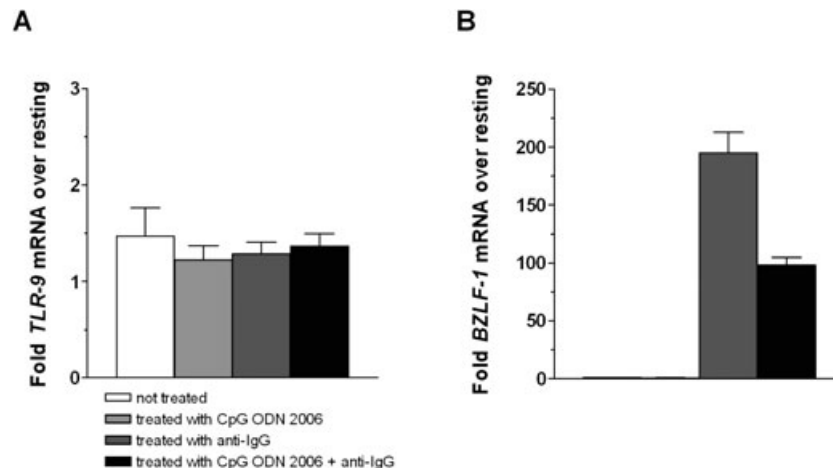 A
Fold TLR-9 mRNA over resting
3
2
1
0
not treated
treated with CpG ODN 2006
treated with anti-IgG
treated with CpG ODN 2006 + anti-IgG
B
Fold BZLF-1 mRNA over resting
250
200
150
100
50
0